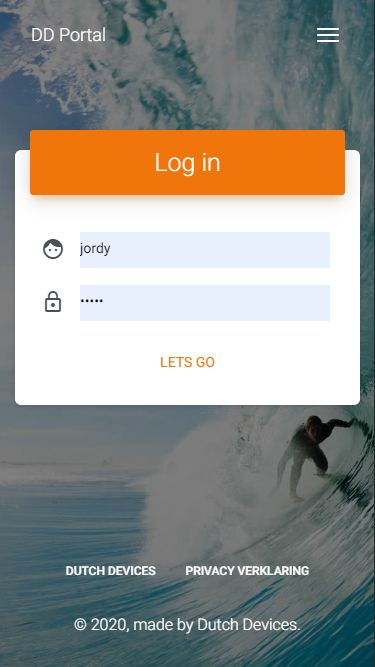 DD Portal
Log in
jordy
•••••
LETS GO
DUTCH DEVICES PRIVACY VERKLARING
© 2020, made by Dutch Devices.